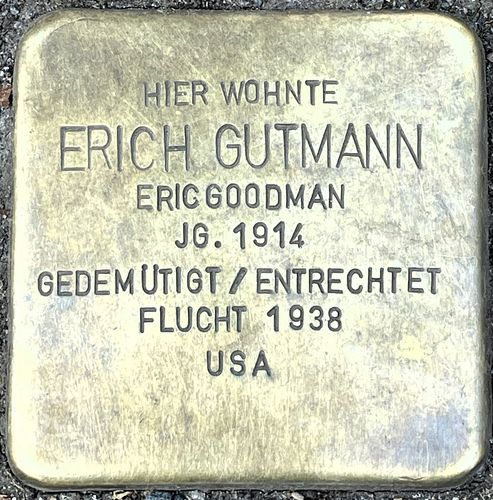 HIER WOHNTE
ERICH GUTMANN
ERIC GOODMAN
JG. 1914
GEDEMÜTIGT / ENTRECHTET
FLUCHT 1938
USA